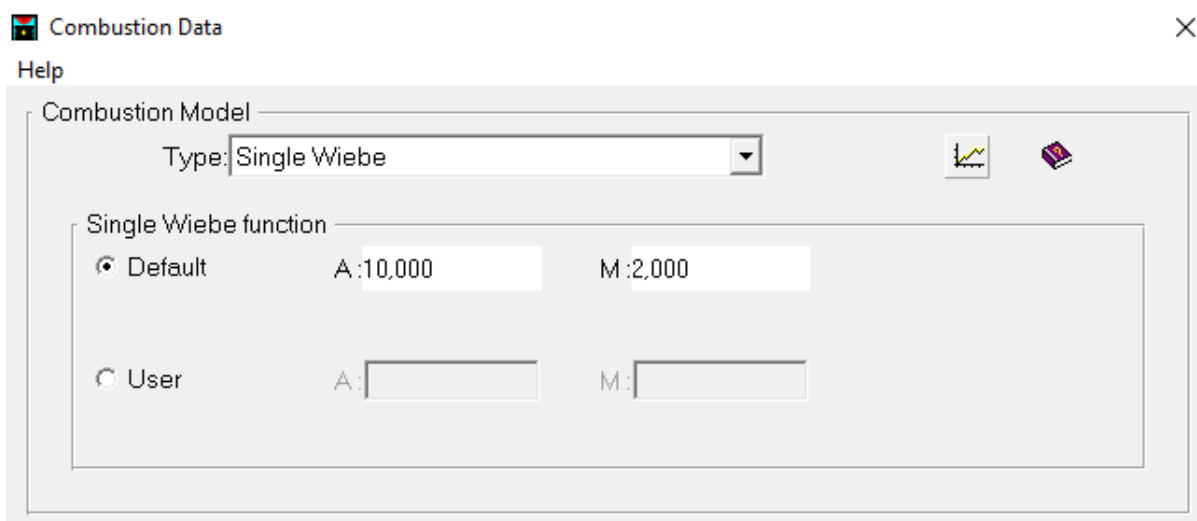 Combustion Data
Help
Combustion Model
Type: Single Wiebe
Single Wiebe function
Default A : 10,000 M : 2,000
User A : M :